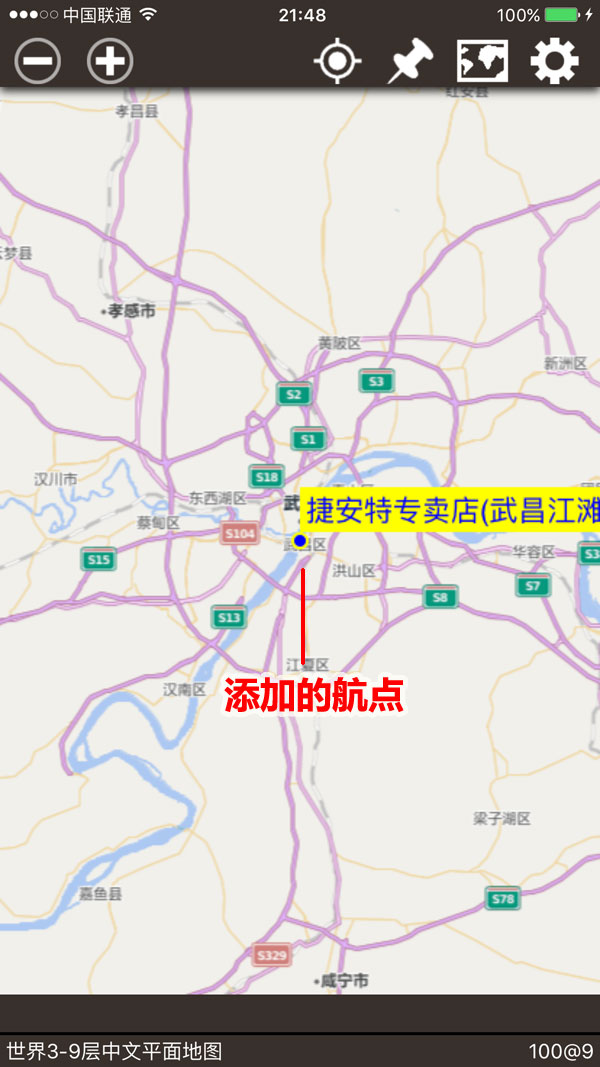 中国联通
21:48
100%
红安县
孝昌县
云梦县
孝感市
黄陂区
新洲区
S2
S3
S1
S18
汉川市
东西湖区
武
捷安特专卖店(武昌江滩
蔡甸区
S104
武昌区
华容区
S15
洪山区
S7
S8
S13
江夏区
汉南区
添加的航点
梁子湖区
嘉鱼县
S78
S329
咸宁市
世界3-9层中文平面地图
100@9